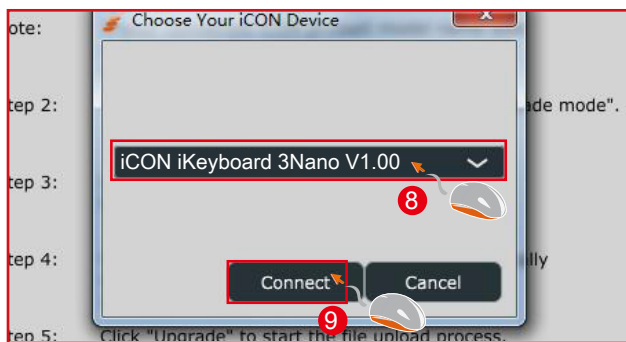 Choose Your iCON Device
ote:
tep 2:
ade mode".
iCON iKeyboard 3Nano V1.00
tep 3:
8
tep 4:
lly
Connect
Cancel
9
tep 5:
Click "Upgrade" to start the file upload process.